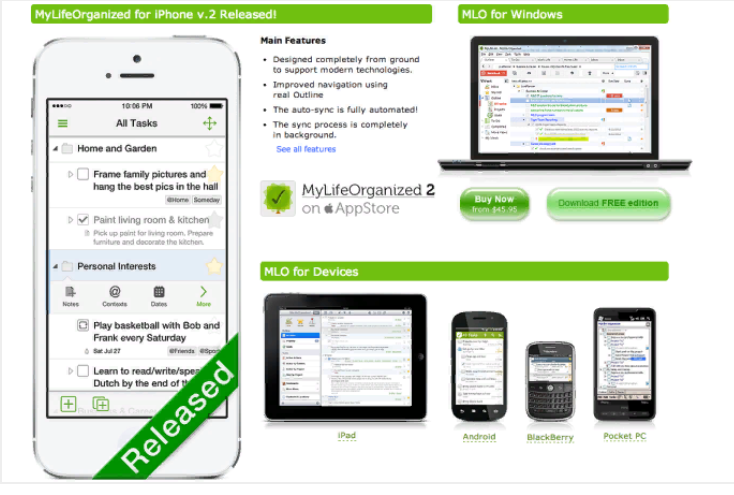 MyLifeOrganized for iPhone v.2 Released!
10:06 PM
100%
All Tasks
Home and Garden
Frame family pictures and
hang the best pics in the hall
@Home Someday
Paint living room & kitchen
Pick up paint for living room. Prepare
furniture and decorate the kitchen.
Personal Interests
Notes
Contexts
Dates
More
Play basketball with Bob and
Frank every Saturday
Sat Jul 27
@Friends
Learn to read/write/spea
Dutch by the end of th
Released
Main Features
• Designed completely from ground
to support modern technologies.
• Improved navigation using
real Outline
• The auto-sync is fully automated!
• The sync process is completely
in background.
See all features
MyLifeOrganized 2
on AppStore
MLO for Windows
Buy Now
from $45.95
Download FREE edition
MLO for Devices
iPad
Android
BlackBerry
Pocket PC